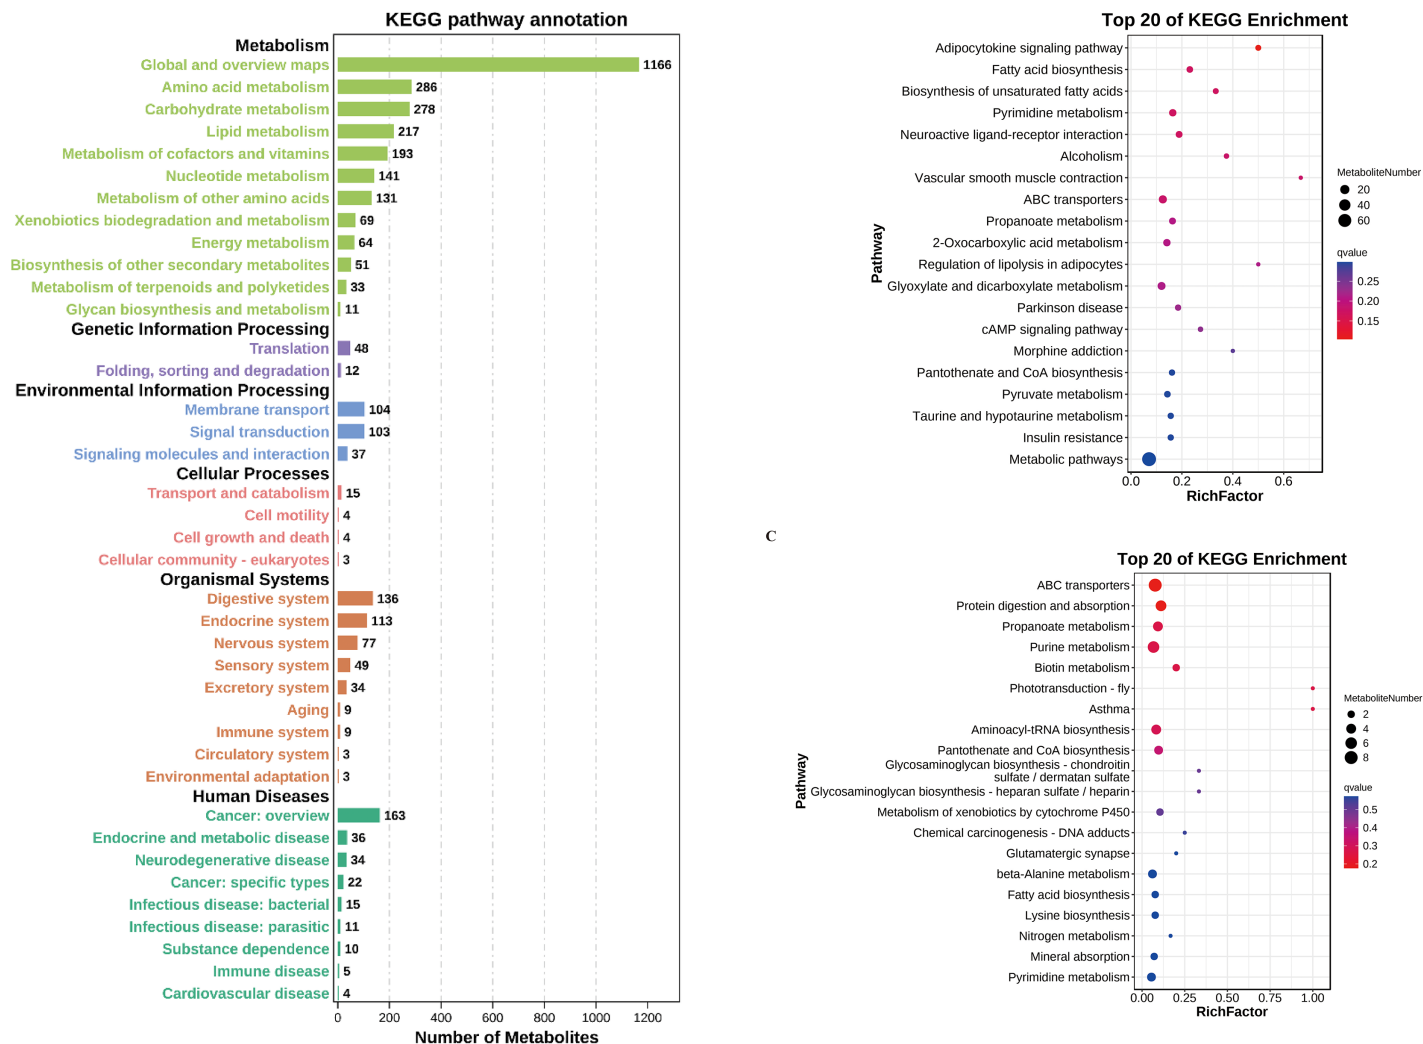 KEGG pathway annotation
Metabolism
Global and overview maps 1166
Amino acid metabolism 286
Carbohydrate metabolism 278
Lipid metabolism 217
Metabolism of cofactors and vitamins 193
Nucleotide metabolism 141
Metabolism of other amino acids 131
Xenobiotics biodegradation and metabolism 69
Energy metabolism 64
Biosynthesis of other secondary metabolites 51
Metabolism of terpenoids and polyketides 33
Glycan biosynthesis and metabolism 11
Genetic Information Processing
Translation 48
Folding, sorting and degradation 12
Environmental Information Processing
Membrane transport 104
Signal transduction 103
Signaling molecules and interaction 37
Cellular Processes
Transport and catabolism 15
Cell motility 4
Cell growth and death 4
Cellular community - eukaryotes 3
Organismal Systems
Digestive system 136
Endocrine system 113
Nervous system 77
Sensory system 49
Excretory system 34
Aging 9
Immune system 9
Circulatory system 3
Environmental adaptation 3
Human Diseases
Cancer: overview 163
Endocrine and metabolic disease 36
Neurodegenerative disease 34
Cancer: specific types 22
Infectious disease: bacterial 15
Infectious disease: parasitic 11
Substance dependence 10
Immune disease 5
Cardiovascular disease 4
0 200 400 600 800 1000 1200
Number of Metabolites
Top 20 of KEGG Enrichment
Pathway
Adipocytokine signaling pathway
Fatty acid biosynthesis
Biosynthesis of unsaturated fatty acids
Pyrimidine metabolism
Neuroactive ligand-receptor interaction
Alcoholism
Vascular smooth muscle contraction
ABC transporters
Propanoate metabolism
2-Oxocarboxylic acid metabolism
Regulation of lipolysis in adipocytes
Glyoxylate and dicarboxylate metabolism
Parkinson disease
cAMP signaling pathway
Morphine addiction
Pantothenate and CoA biosynthesis
Pyruvate metabolism
Taurine and hypotaurine metabolism
Insulin resistance
Metabolic pathways
0.0 0.2 0.4 0.6
RichFactor
MetaboliteNumber
20
40
60
qvalue
0.25
0.20
0.15
C
Top 20 of KEGG Enrichment
Pathway
ABC transporters
Protein digestion and absorption
Propanoate metabolism
Purine metabolism
Biotin metabolism
Phototransduction - fly
Asthma
Aminoacyl-tRNA biosynthesis
Pantothenate and CoA biosynthesis
Glycosaminoglycan biosynthesis - chondroitin
sulfate / dermatan sulfate
Glycosaminoglycan biosynthesis - heparan sulfate / heparin
Metabolism of xenobiotics by cytochrome P450
Chemical carcinogenesis - DNA adducts
Glutamatergic synapse
beta-Alanine metabolism
Fatty acid biosynthesis
Lysine biosynthesis
Nitrogen metabolism
Mineral absorption
Pyrimidine metabolism
0.00 0.25 0.50 0.75 1.00
RichFactor
MetaboliteNumber
2
4
6
8
qvalue
0.5
0.4
0.3
0.2